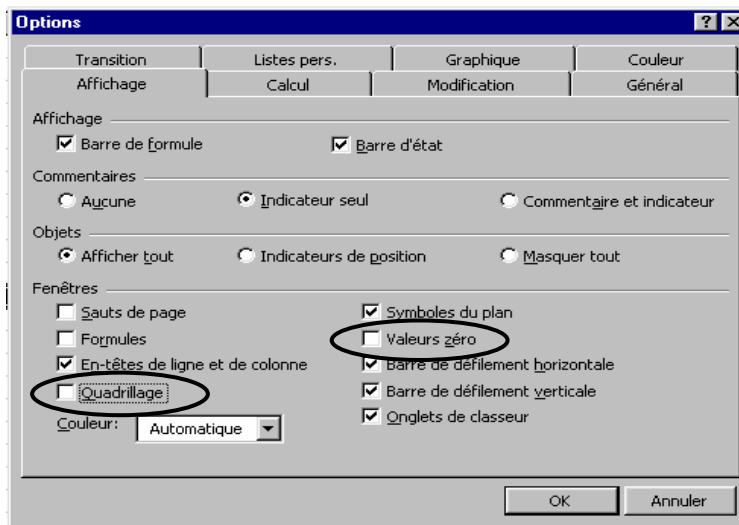 Options
Transition Listes pers. Graphique Couleur
Affichage Calcul Modification Général
Affichage
Barre de formule Barre d'état
Commentaires
Aucune Indicateur seul Commentaire et indicateur
Objets
Afficher tout Indicateurs de position Masquer tout
Fenêtres
Sauts de page Symboles du plan
Formules Valeurs zéro
En-têtes de ligne et de colonne Barre de défilement horizontale
Quadrillage Barre de défilement verticale
Couleur: Automatique Onglets de classeur
OK Annuler